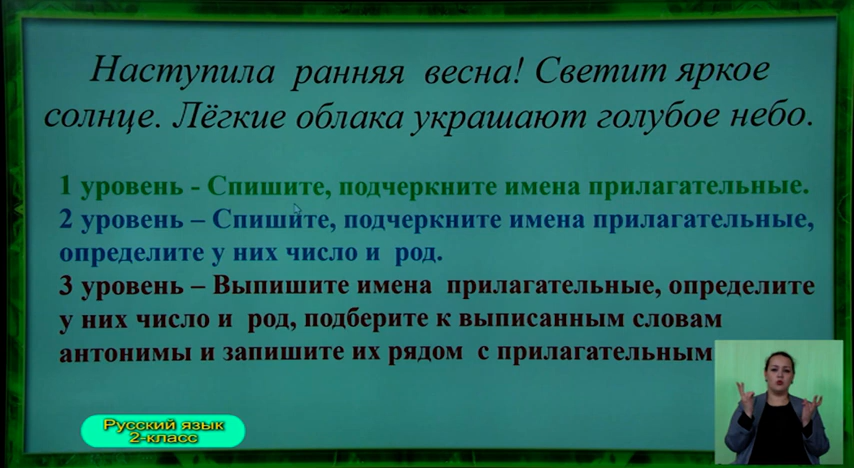 Наступила ранняя весна! Светит яркое
солнце. Лёгкие облака украшают голубое небо.
1 уровень - Спишите, подчеркните имена прилагательные.
2 уровень – Спишите, подчеркните имена прилагательные,
определите у них число и род.
3 уровень – Выпишите имена прилагательные, определите
у них число и род, подберите к выписанным словам
антонимы и запишите их рядом с прилагательным
Русский язык
2-класс